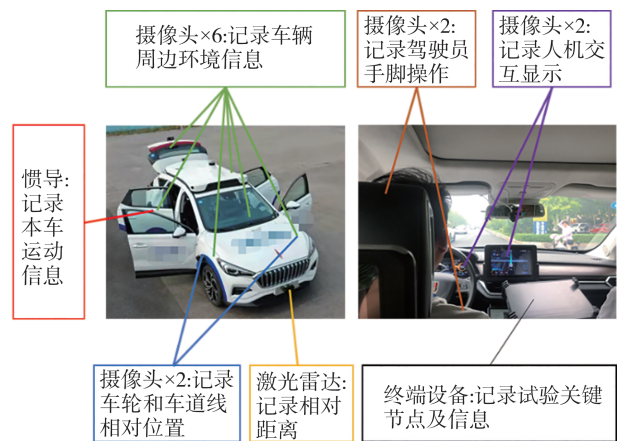 摄像头×6:记录车辆
周边环境信息
摄像头×2:
记录驾驶员
手脚操作
摄像头×2:
记录人机交
互显示
惯导:
记录
本车
运动
信息
摄像头×2:记录
车轮和车道线
相对位置
激光雷达:
记录相对
距离
终端设备:记录试验关键
节点及信息